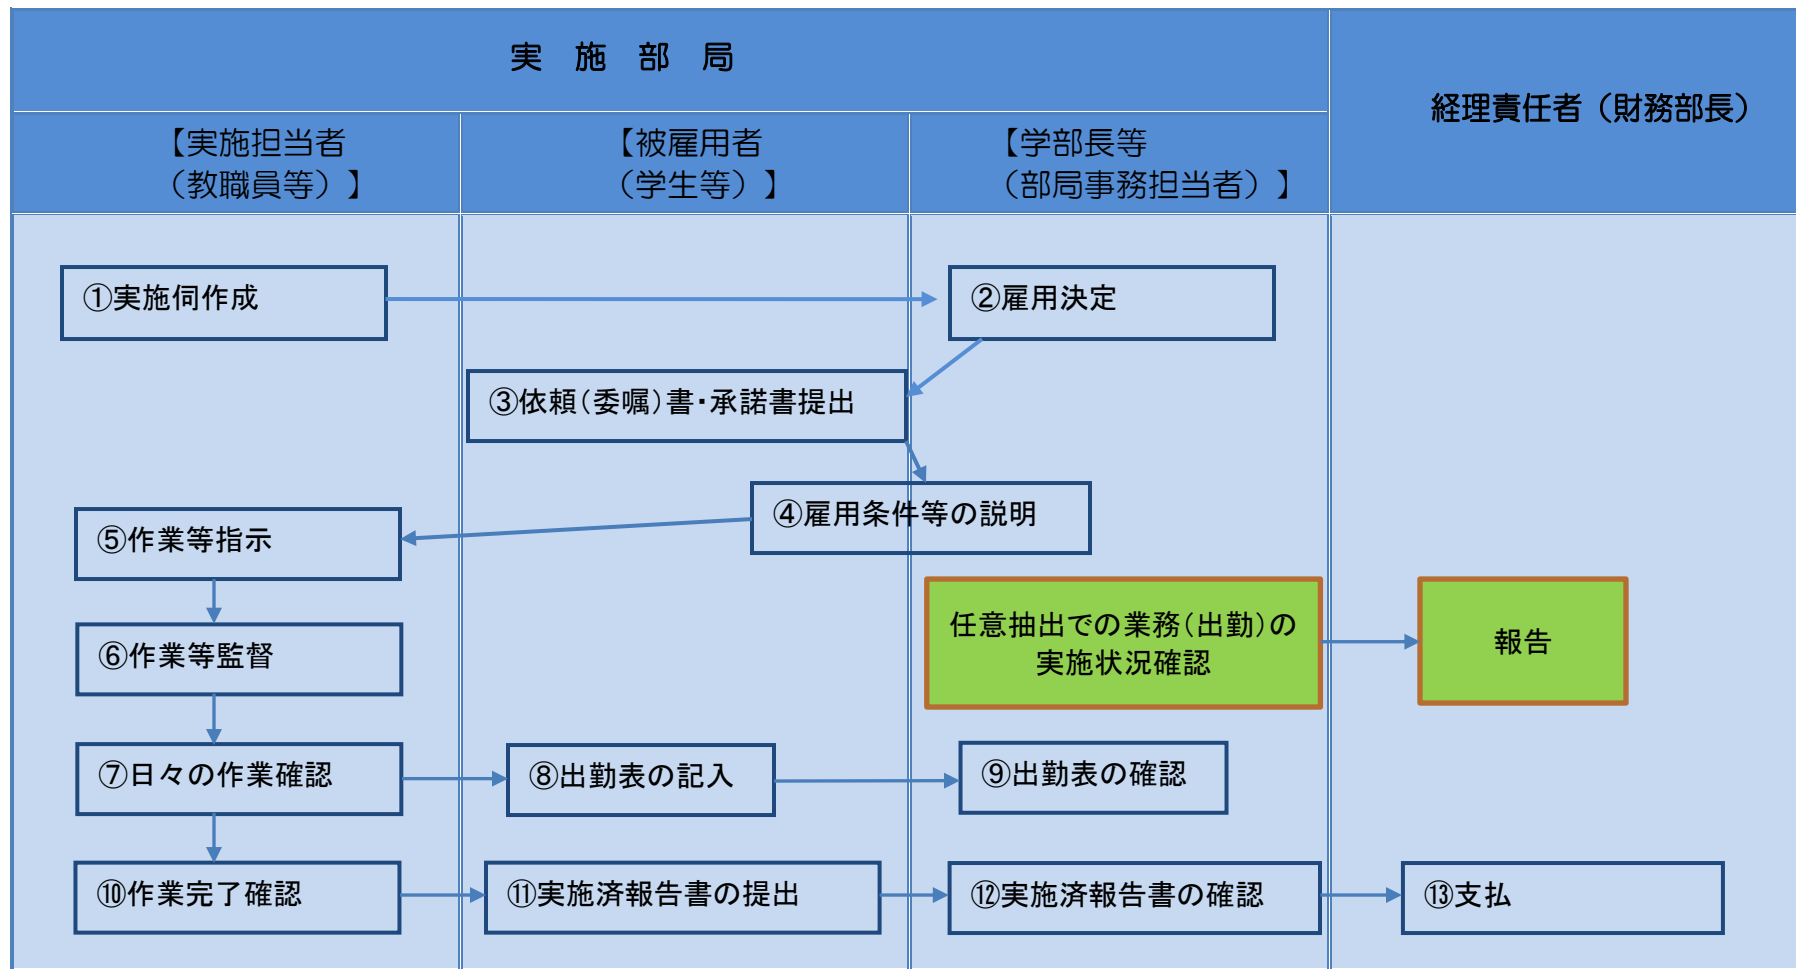 実 施 部 局
経理責任者（財務部長）
【実施担当者
（教職員等）】
【被雇用者
（学生等）】
【学部長等
（部局事務担当者）】
①実施伺作成
②雇用決定
③依頼（委嘱）書・承諾書提出
④雇用条件等の説明
⑤作業等指示
任意抽出での業務（出勤）の
実施状況確認
報告
⑥作業等監督
⑦日々の作業確認
⑧出勤表の記入
⑨出勤表の確認
⑩作業完了確認
⑪実施済報告書の提出
⑫実施済報告書の確認
⑬支払